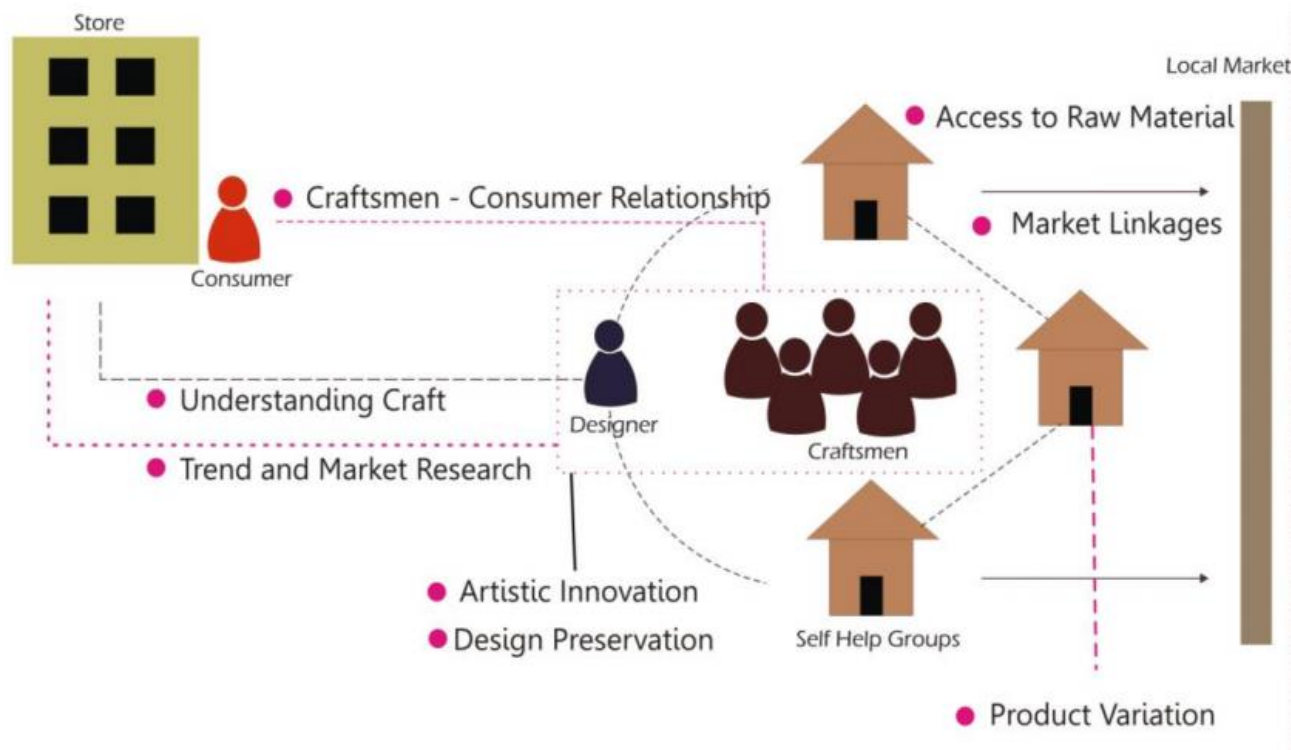 Store
Local Market
Access to Raw Material
Craftsmen - Consumer Relationship
Market Linkages
Consumer
Understanding Craft
Designer
Craftsmen
Trend and Market Research
Artistic Innovation
Design Preservation
Self Help Groups
Product Variation